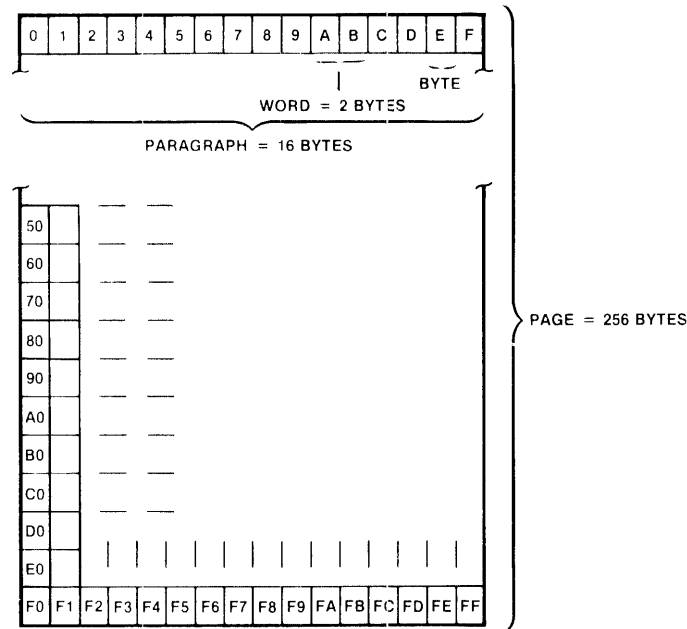 0 1 2 3 4 5 6 7 8 9 A B C D E F
BYTE
WORD = 2 BYTES
PARAGRAPH = 16 BYTES
50
60
70
80
PAGE = 256 BYTES
90
A0
B0
C0
D0
E0
F0 F1 F2 F3 F4 F5 F6 F7 F8 F9 FA FB FC FD FE FF